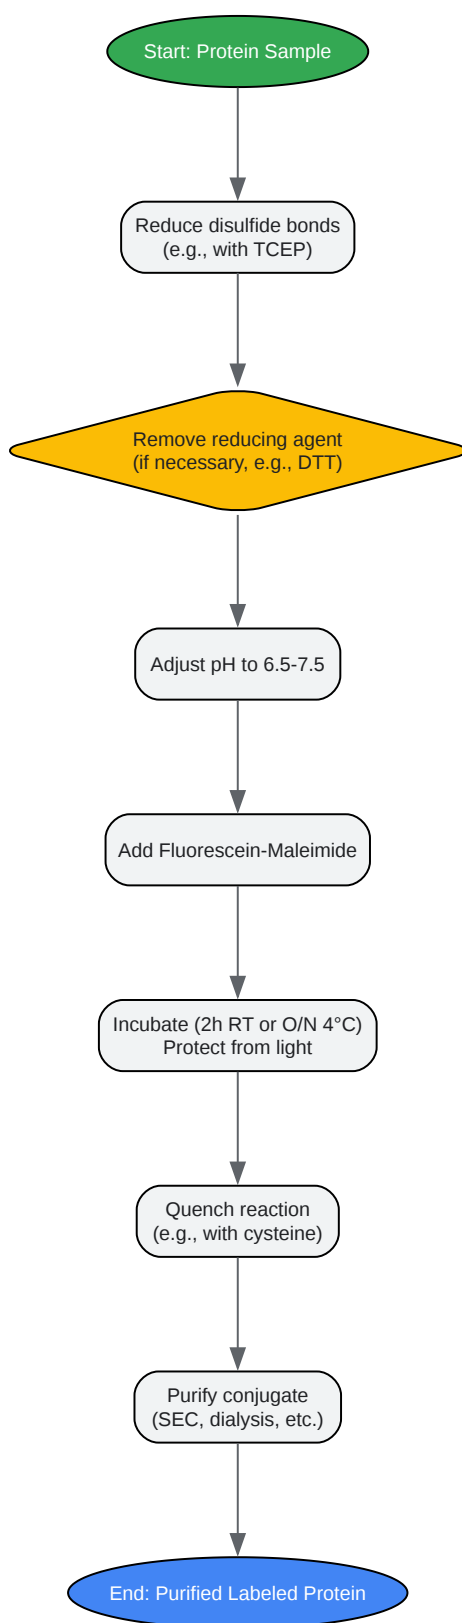 Start: Protein Sample
Reduce disulfide bonds
(e.g., with TCEP)
Remove reducing agent
(if necessary, e.g., DTT)
Adjust pH to 6.5-7.5
Add Fluorescein-Maleimide
Incubate (2h RT or O/N 4°C)
Protect from light
Quench reaction
(e.g., with cysteine)
Purify conjugate
(SEC, dialysis, etc.)
End: Purified Labeled Protein